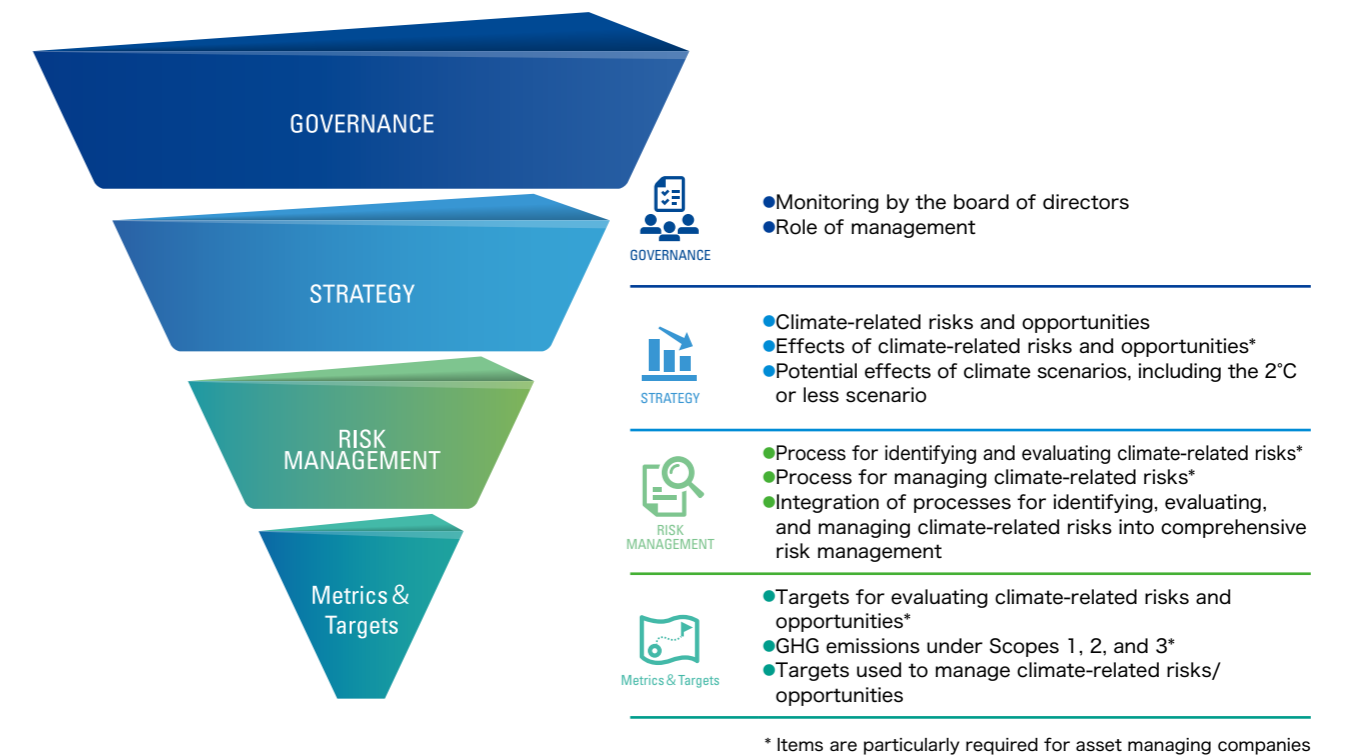 GOVERNANCE
STRATEGY
RISK
MANAGEMENT
Metrics &
Targets
GOVERNANCE
●Monitoring by the board of directors
●Role of management
STRATEGY
●Climate-related risks and opportunities
●Effects of climate-related risks and opportunities*
●Potential effects of climate scenarios, including the 2°C
or less scenario
RISK
MANAGEMENT
●Process for identifying and evaluating climate-related risks*
●Process for managing climate-related risks*
●Integration of processes for identifying, evaluating,
and managing climate-related risks into comprehensive
risk management
Metrics & Targets
●Targets for evaluating climate-related risks and
opportunities*
●GHG emissions under Scopes 1, 2, and 3*
●Targets used to manage climate-related risks/
opportunities
* Items are particularly required for asset managing companies